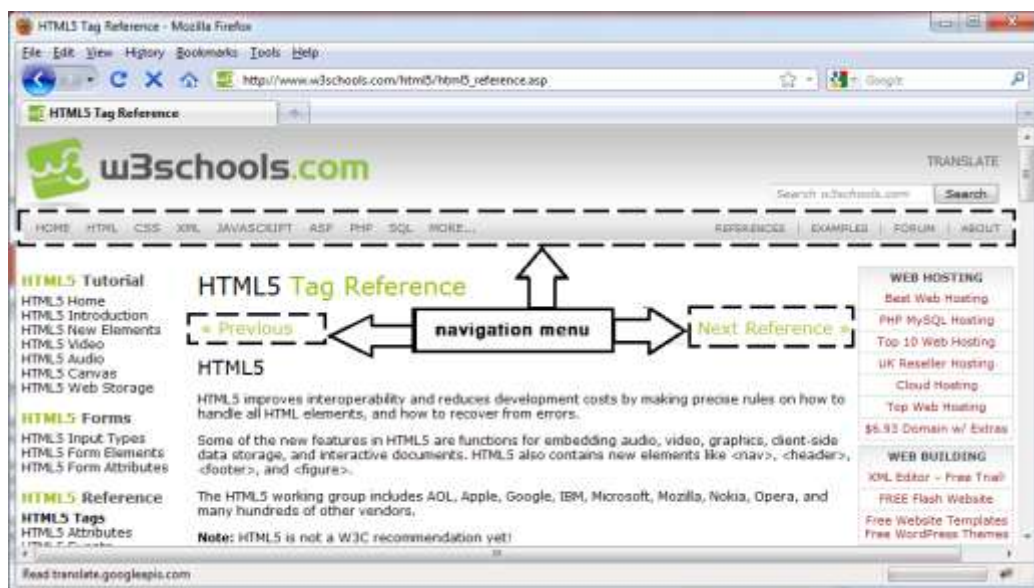 HTML5 Tag Reference - Mozilla Firefox
File Edit View History Bookmarks Tools Help
http://www.w3schools.com/html5/html5_reference.asp
Google
HTML5 Tag Reference
w3schools.com
TRANSLATE
Search w3schools.com Search
HOME HTML CSS XML JAVASCRIPT ASP PHP SQL MORE... REFERENCES | EXAMPLES | FORUM | ABOUT
HTML5 Tutorial
HTML5 Home
HTML5 Introduction
HTML5 New Elements
HTML5 Video
HTML5 Audio
HTML5 Canvas
HTML5 Web Storage
HTML5 Forms
HTML5 Input Types
HTML5 Form Elements
HTML5 Form Attributes
HTML5 Reference
HTML5 Tags
HTML5 Attributes
HTML5 Tag Reference
« Previous
navigation menu
Next Reference »
HTML5
HTML5 improves interoperability and reduces development costs by making precise rules on how to
handle all HTML elements, and how to recover from errors.
Some of the new features in HTML5 are functions for embedding audio, video, graphics, client-side
data storage, and interactive documents. HTML5 also contains new elements like <nav>, <header>,
<footer>, and <figure>.
The HTML5 working group includes AOL, Apple, Google, IBM, Microsoft, Mozilla, Nokia, Opera, and
many hundreds of other vendors.
Note: HTML5 is not a W3C recommendation yet!
WEB HOSTING
Best Web Hosting
PHP MySQL Hosting
Top 10 Web Hosting
UK Reseller Hosting
Cloud Hosting
Top Web Hosting
$6.93 Domain w/ Extras
WEB BUILDING
XML Editor - Free Trial!
FREE Flash Website
Free Website Templates
Free WordPress Themes
Read translate.googleapis.com